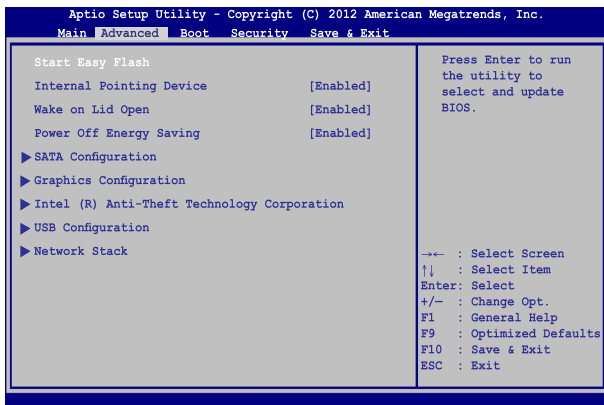 Aptio Setup Utility - Copyright (C) 2012 American Megatrends, Inc.
Main Advanced Boot Security Save & Exit
Start Easy Flash
Internal Pointing Device [Enabled]
Wake on Lid Open [Enabled]
Power Off Energy Saving [Enabled]
SATA Configuration
Graphics Configuration
Intel (R) Anti-Theft Technology Corporation
USB Configuration
Network Stack
Press Enter to run
the utility to
select and update
BIOS.
→← : Select Screen
↑↓ : Select Item
Enter: Select
+/— : Change Opt.
F1 : General Help
F9 : Optimized Defaults
F10 : Save & Exit
ESC : Exit